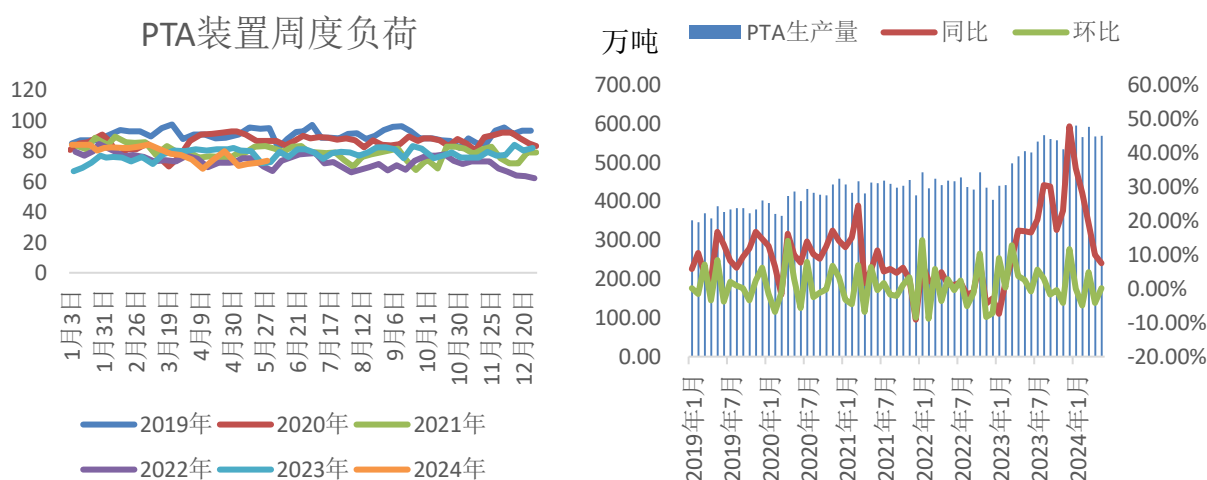 PTA装置周度负荷
120
100
80
60
40
20
0
1月3日
1月31日
2月26日
3月19日
4月9日
4月30日
5月27日
6月21日
7月18日
8月12日
9月6日
10月1日
10月30日
11月25日
12月20日
2019年
2020年
2021年
2022年
2023年
2024年
万吨
PTA生产量
同比
环比
700.00
600.00
500.00
400.00
300.00
200.00
100.00
0.00
60.00%
50.00%
40.00%
30.00%
20.00%
10.00%
0.00%
-10.00%
-20.00%
2019年1月
2019年7月
2020年1月
2020年7月
2021年1月
2021年7月
2022年1月
2022年7月
2023年1月
2023年7月
2024年1月